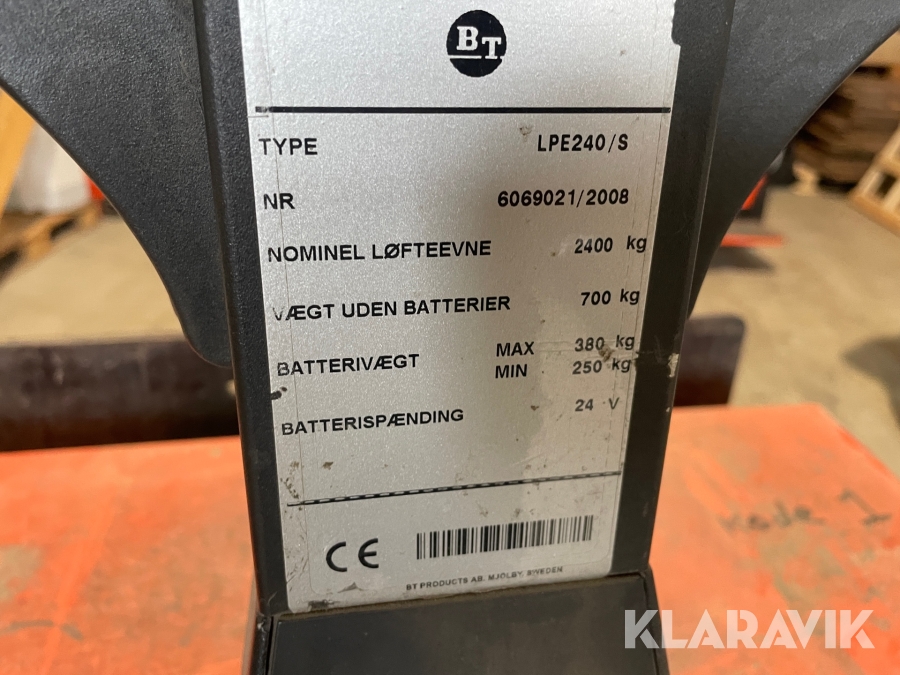 BT
TYPE LPE240/S
NR 6069021/2008
NOMINEL LØFTEEVNE 2400 kg
VÆGT UDEN BATTERIER 700 kg
BATTERIVÆGT MAX 380 kg
MIN 250 kg
BATTERISPÆNDING 24 V
CE
BT PRODUCTS AB, MJÖLBY, SWEDEN
KLARAVIK